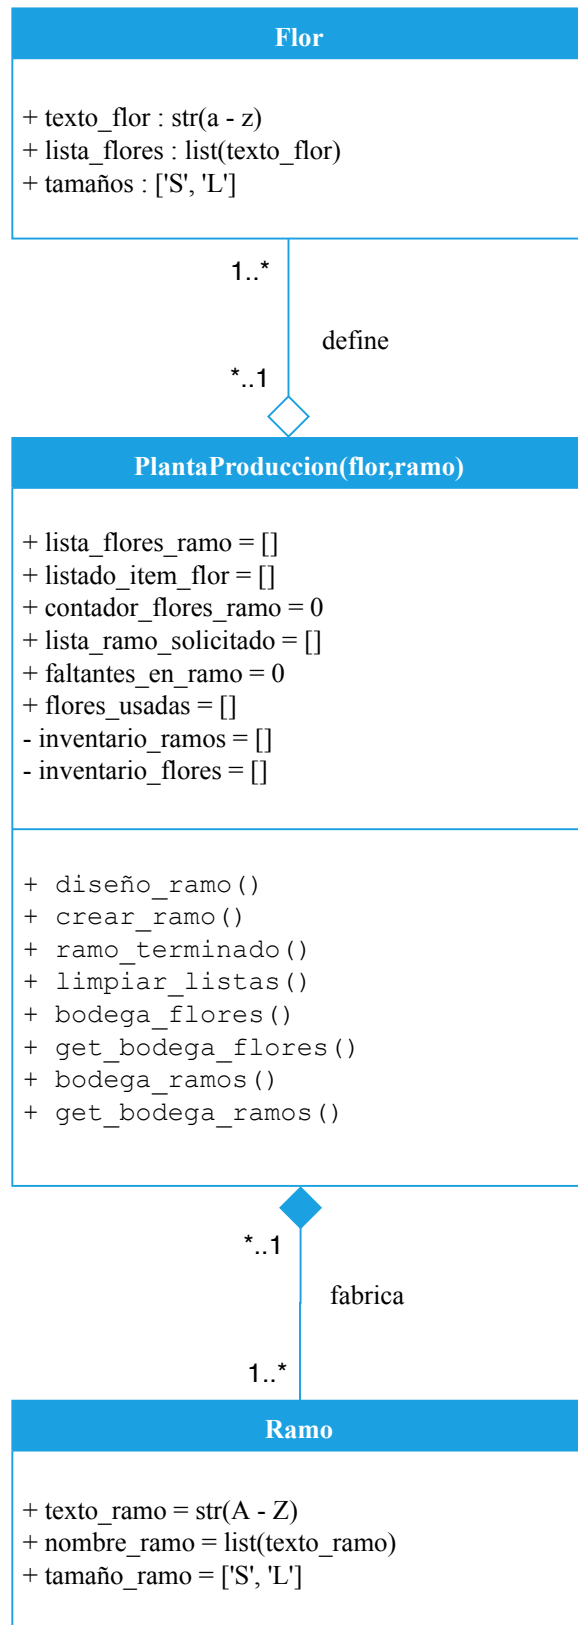 Flor
+ texto_flor : str(a - z)
+ lista_flores : list(texto_flor)
+ tamaños : ['S', 'L']
1..*
define
*..1
PlantaProduccion(flor,ramo)
+ lista_flores_ramo = []
+ listado_item_flor = []
+ contador_flores_ramo = 0
+ lista_ramo_solicitado = []
+ faltantes_en_ramo = 0
+ flores_usadas = []
- inventario_ramos = []
- inventario_flores = []
+ diseño_ramo()
+ crear_ramo()
+ ramo_terminado()
+ limpiar_listas()
+ bodega_flores()
+ get_bodega_flores()
+ bodega_ramos()
+ get_bodega_ramos()
*..1
fabrica
1..*
Ramo
+ texto_ramo = str(A - Z)
+ nombre_ramo = list(texto_ramo)
+ tamaño_ramo = ['S', 'L']